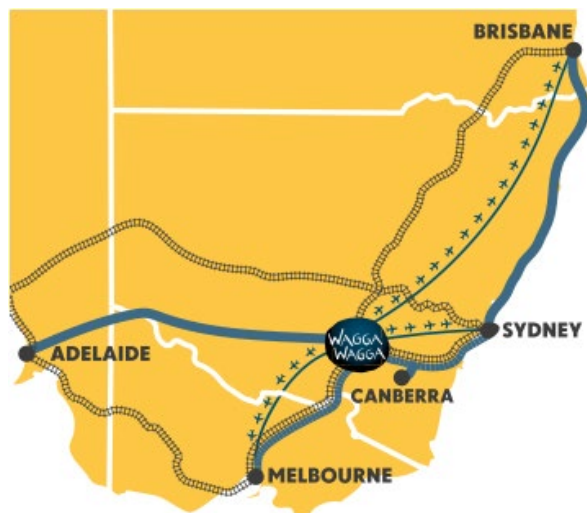 BRISBANE
WAGGA
WAGGA
SYDNEY
ADELAIDE
CANBERRA
MELBOURNE